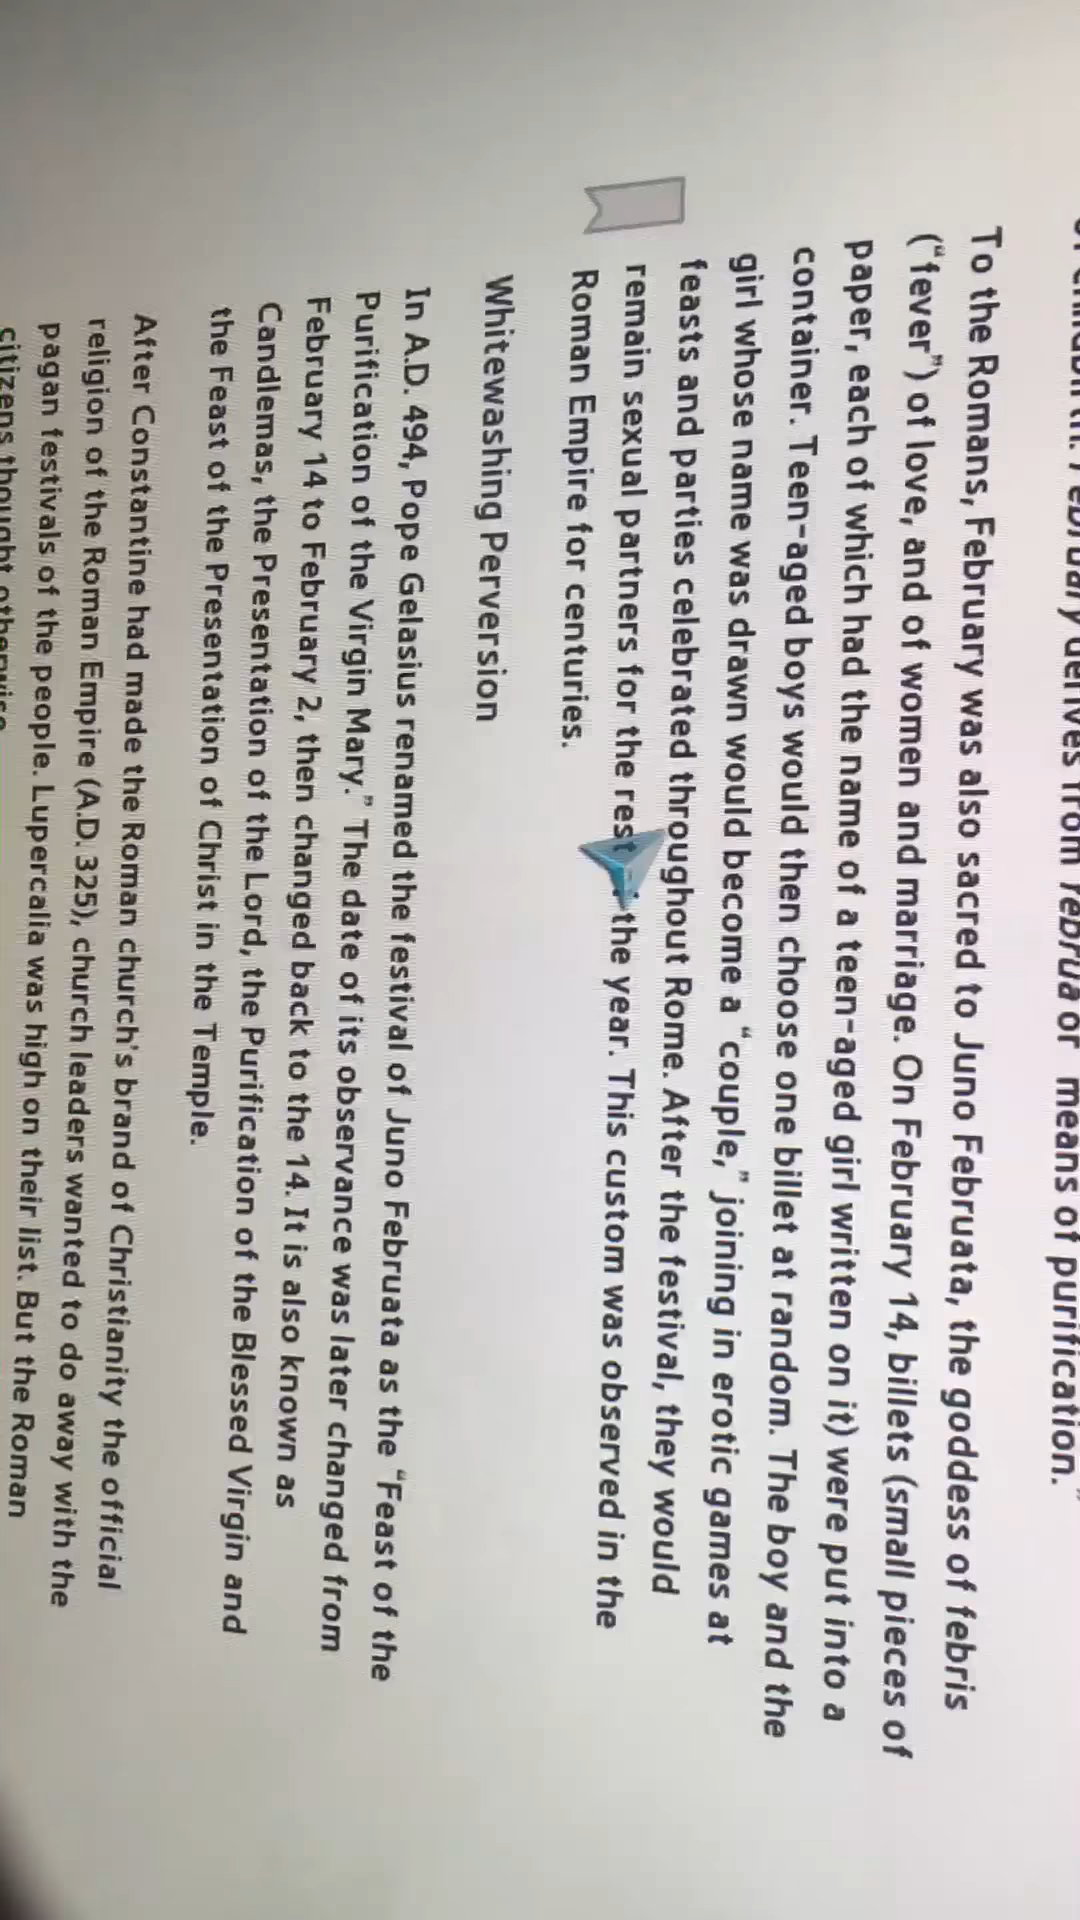 derives from februa or "means of purification."
To the Romans, February was also sacred to Juno Februata, the goddess of febris
("fever") of love, and of women and marriage. On February 14, billets (small pieces of
paper, each of which had the name of a teen-aged girl written on it) were put into a
container. Teen-aged boys would then choose one billet at random. The boy and the
girl whose name was drawn would become a "couple," joining in erotic games at
feasts and parties celebrated throughout Rome. After the festival, they would
remain sexual partners for the rest the year. This custom was observed in the
Roman Empire for centuries.
Whitewashing Perversion
In A.D. 494, Pope Gelasius renamed the festival of Juno Februata as the "Feast of the
Purification of the Virgin Mary." The date of its observance was later changed from
February 14 to February 2, then changed back to the 14. It is also known as
Candlemas, the Presentation of the Lord, the Purification of the Blessed Virgin and
the Feast of the Presentation of Christ in the Temple.
After Constantine had made the Roman church's brand of Christianity the official
religion of the Roman Empire (A.D. 325), church leaders wanted to do away with the
pagan festivals of the people. Lupercalia was high on their list. But the Roman
citizens thought otherwise